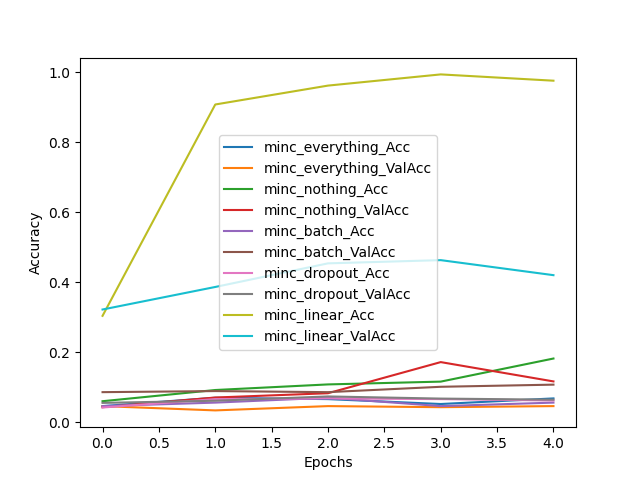 1.0
0.8
0.6
0.4
0.2
0.0
Accuracy
minc_everything_Acc
minc_everything_ValAcc
minc_nothing_Acc
minc_nothing_ValAcc
minc_batch_Acc
minc_batch_ValAcc
minc_dropout_Acc
minc_dropout_ValAcc
minc_linear_Acc
minc_linear_ValAcc
0.0 0.5 1.0 1.5 2.0 2.5 3.0 3.5 4.0
Epochs